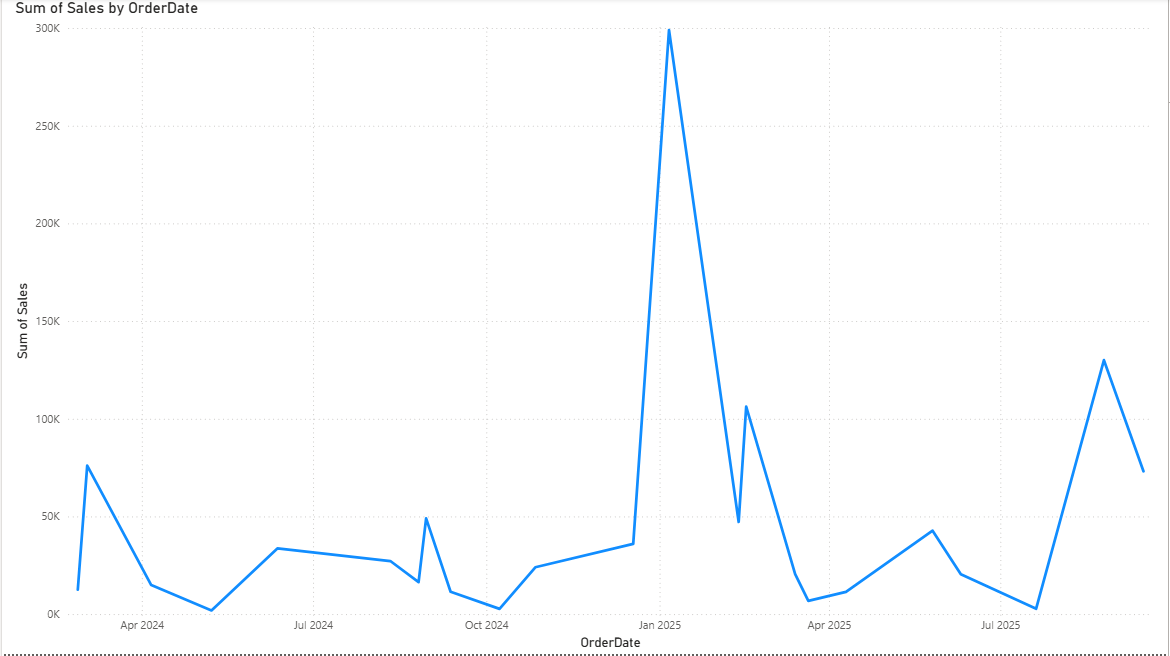 Sum of Sales by OrderDate
300K
250K
200K
150K
100K
50K
0K
Sum of Sales
Apr 2024 Jul 2024 Oct 2024 Jan 2025 Apr 2025 Jul 2025
OrderDate